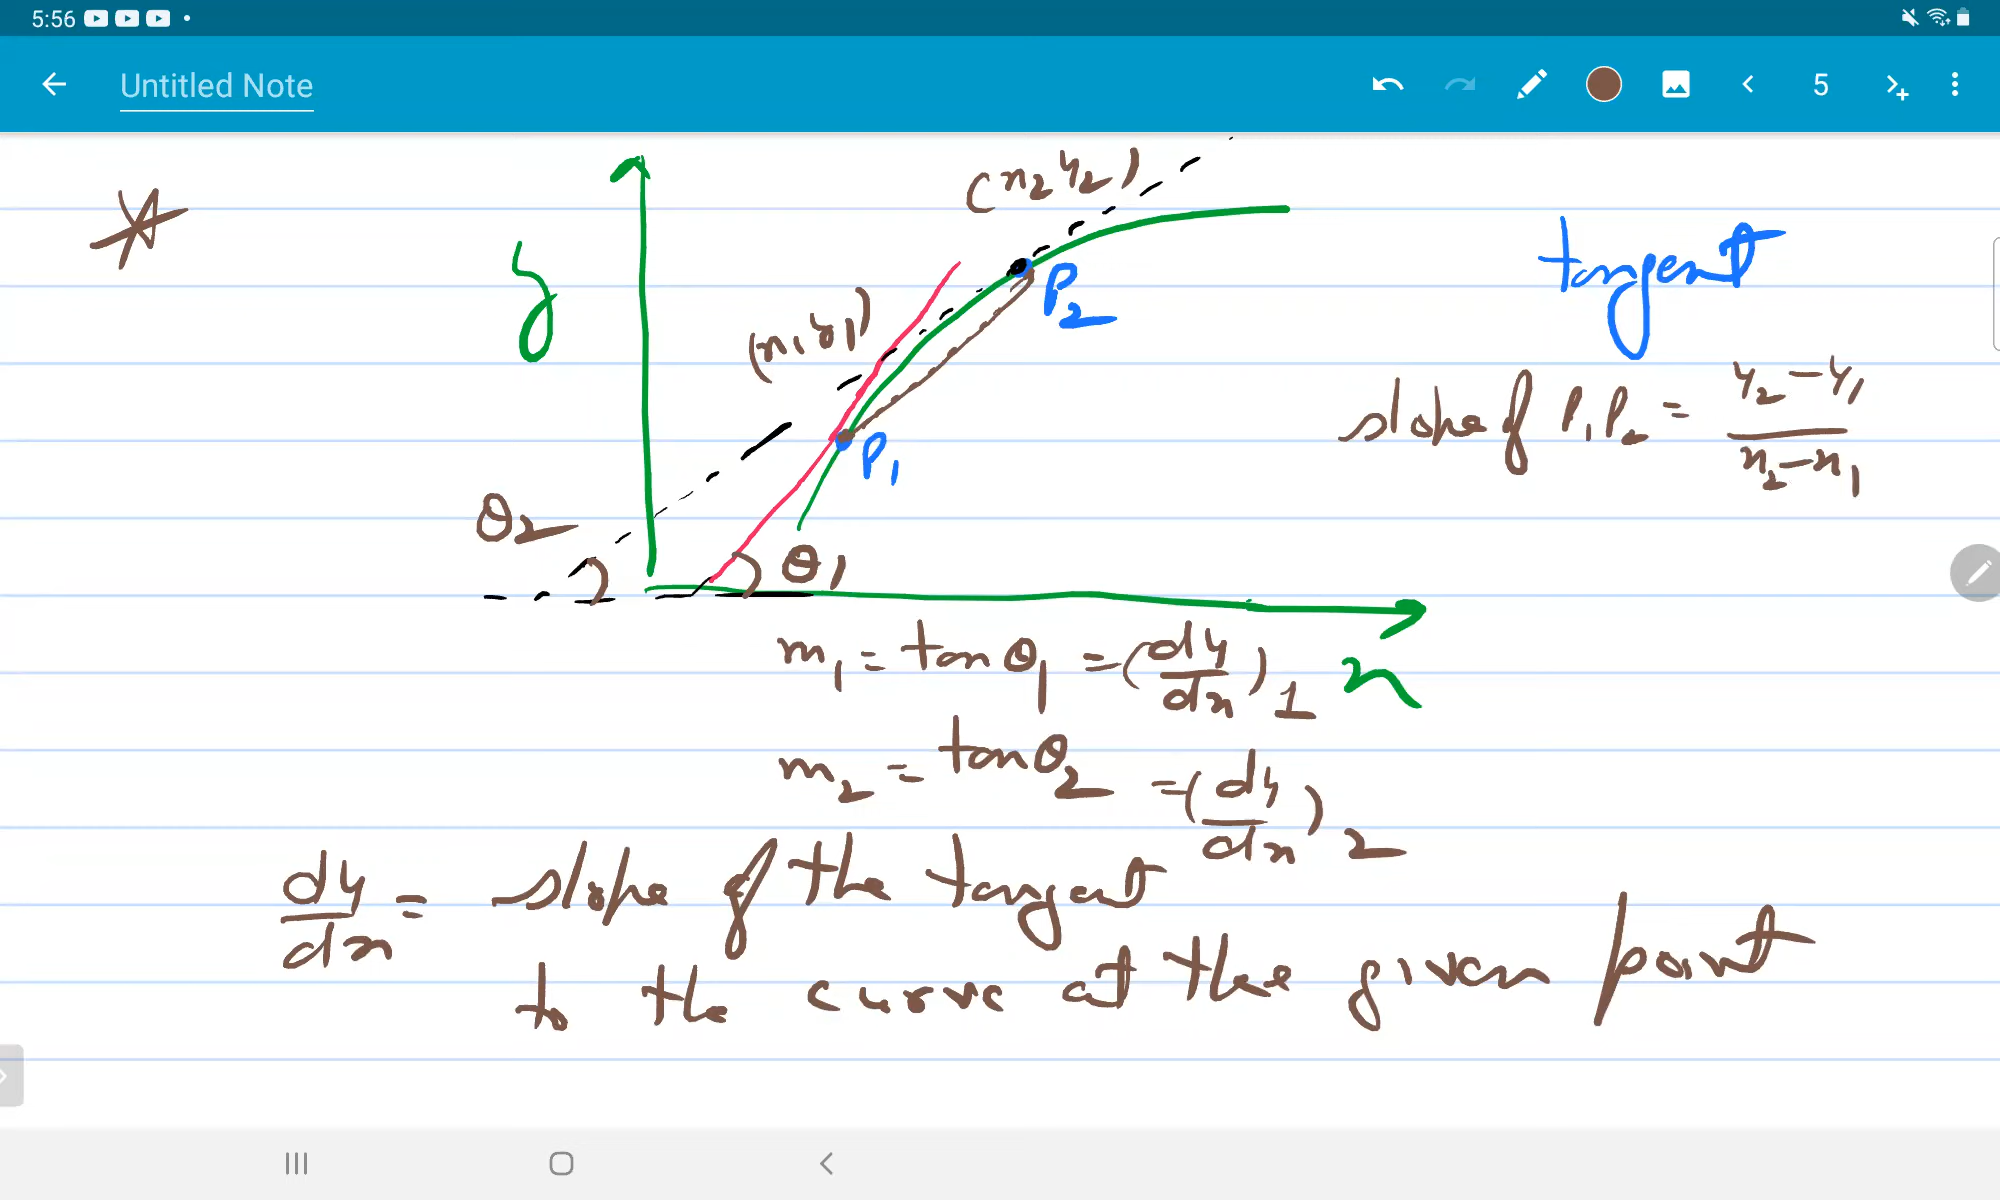 5:56
Untitled Note
5
y
(x₂ y₂)
tangent
(x₁ y₁)
P₂
slope of P₁P₂ = y₂-y₁/x₂-x₁
P₁
θ₂
θ₁
m₁ = tan θ₁ = (dy/dx)₁
x
m₂ = tan θ₂ = (dy/dx)₂
dy/dx = slope of the tangent
to the curve at the given point